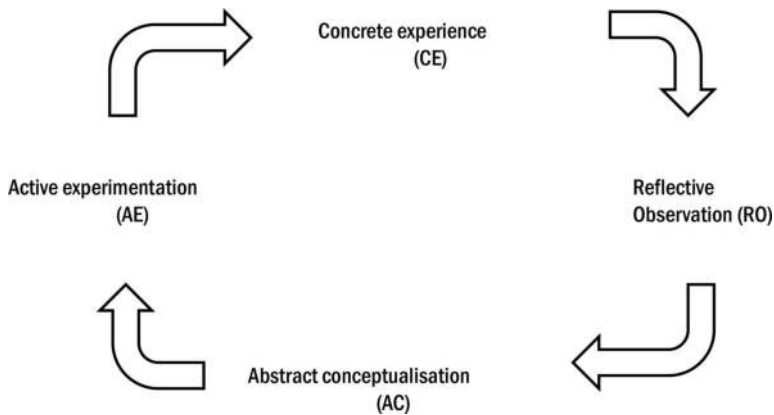 Concrete experience
(CE)
Active experimentation
(AE)
Reflective
Observation (RO)
Abstract conceptualisation
(AC)